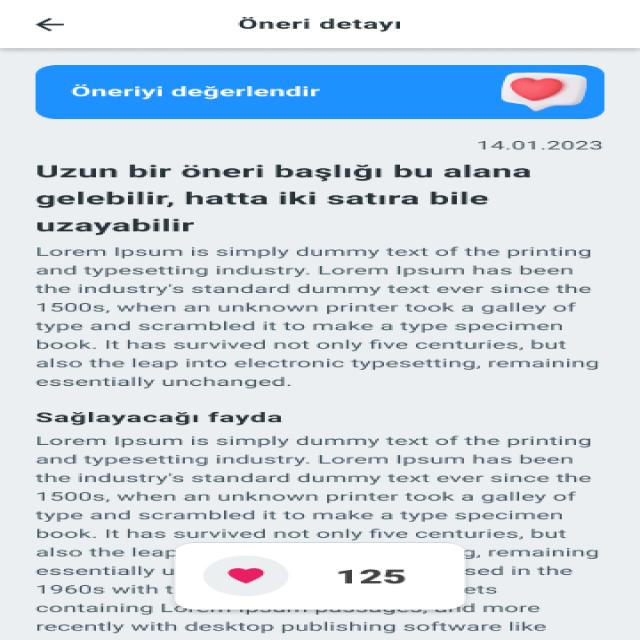 Öneri detayı
Öneriyi değerlendir
14.01.2023
Uzun bir öneri başlığı bu alana
gelebilir, hatta iki satıra bile
uzayabilir
Lorem Ipsum is simply dummy text of the printing
and typesetting industry. Lorem Ipsum has been
the industry's standard dummy text ever since the
1500s, when an unknown printer took a galley of
type and scrambled it to make a type specimen
book. It has survived not only five centuries, but
also the leap into electronic typesetting, remaining
essentially unchanged.
Sağlayacağı fayda
Lorem Ipsum is simply dummy text of the printing
and typesetting industry. Lorem Ipsum has been
the industry's standard dummy text ever since the
1500s, when an unknown printer took a galley of
type and scrambled it to make a type specimen
book. It has survived not only five centuries, but
also the leap remaining
essentially in the
125
1960s with
containing Lorem Ipsum passages, and more
recently with desktop publishing software like